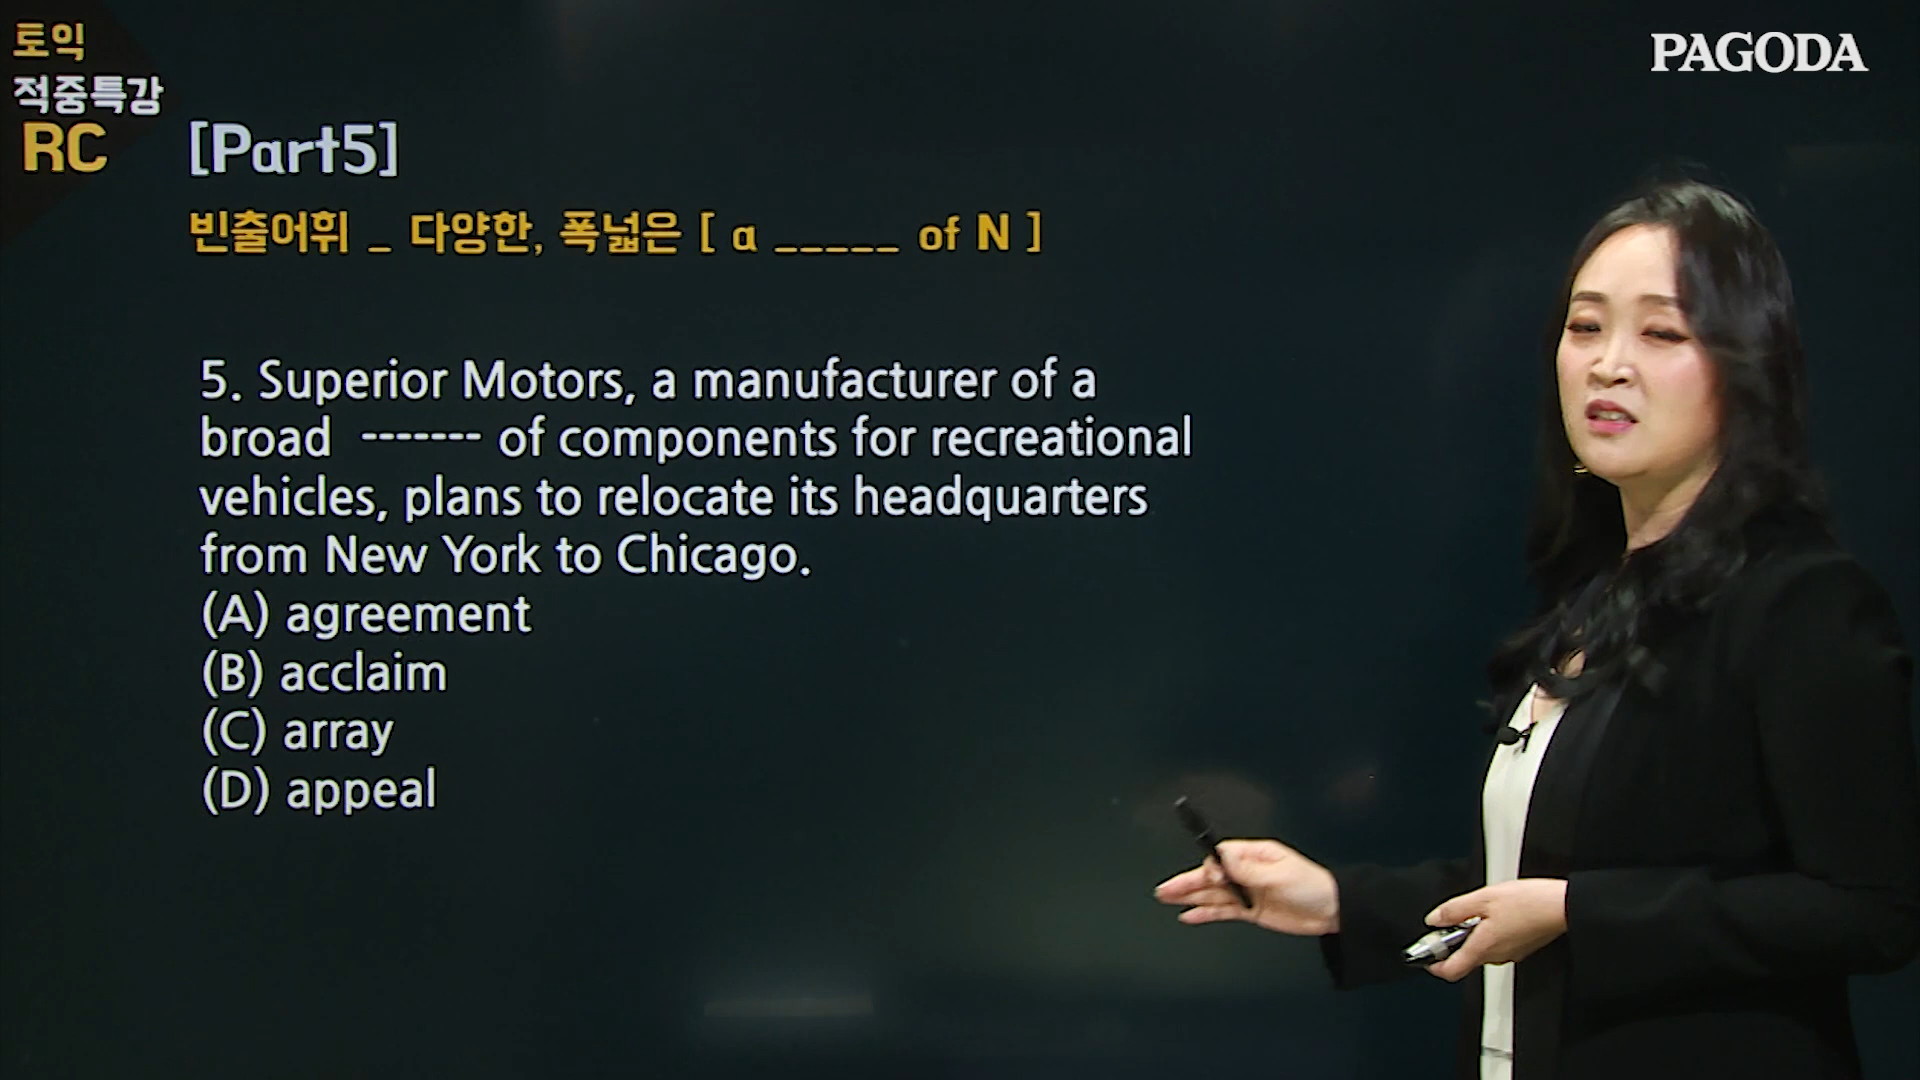 토익
적중특강
RC
PAGODA
[Part5]
빈출어휘 _ 다양한, 폭넓은 [ a _____ of N ]
5. Superior Motors, a manufacturer of a
broad ------- of components for recreational
vehicles, plans to relocate its headquarters
from New York to Chicago.
(A) agreement
(B) acclaim
(C) array
(D) appeal